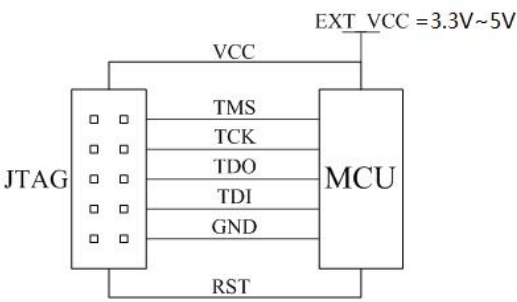 EXT_VCC =3.3V~5V
VCC
TMS
TCK
TDO
JTAG
MCU
TDI
GND
RST